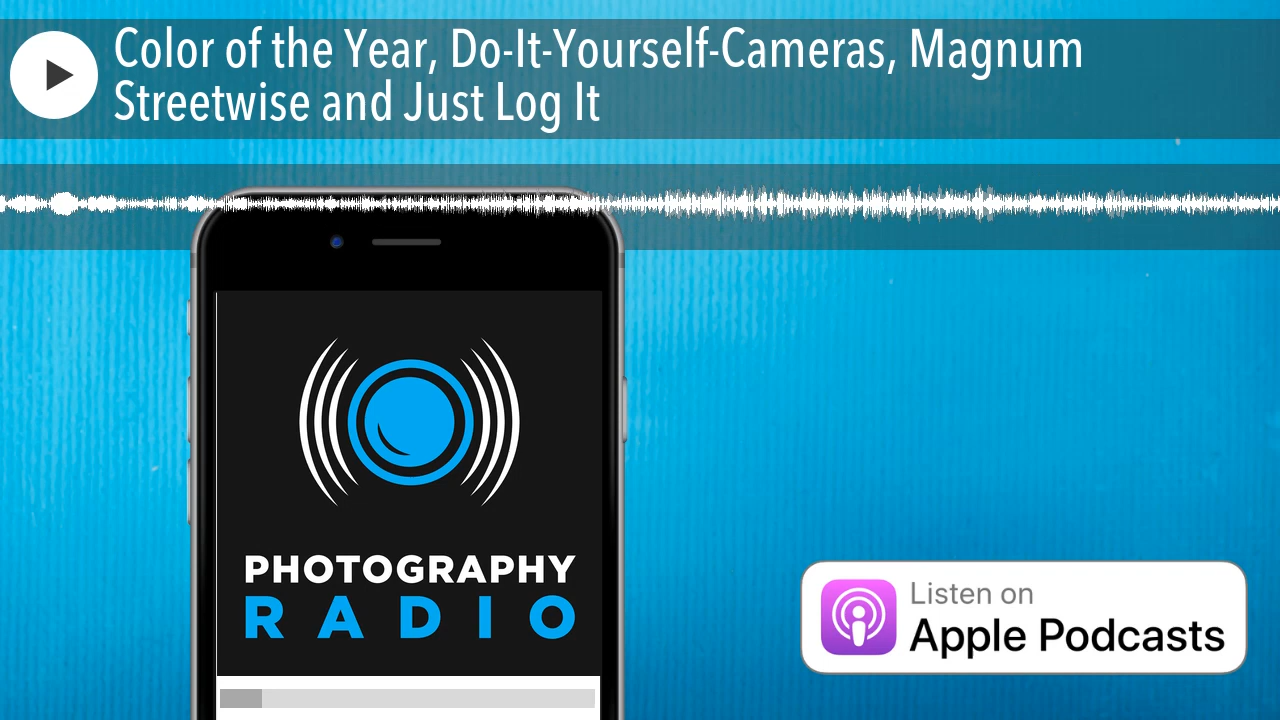 Color of the Year, Do-It-Yourself-Cameras, Magnum
Streetwise and Just Log It
PHOTOGRAPHY
RADIO
Listen on
Apple Podcasts